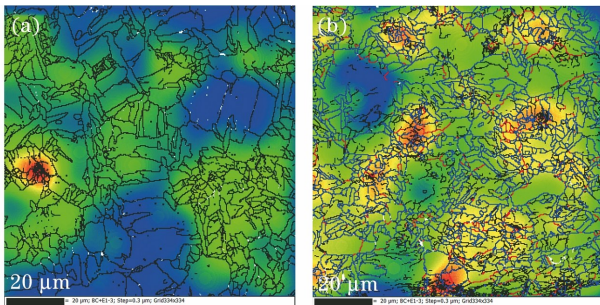 (a)
20 µm
= 20 µm; BC+E1-3; Step=0.3 µm; Grid334x334
(b)
20 µm
= 20 µm; BC+E1-3; Step=0.3 µm; Grid334x334